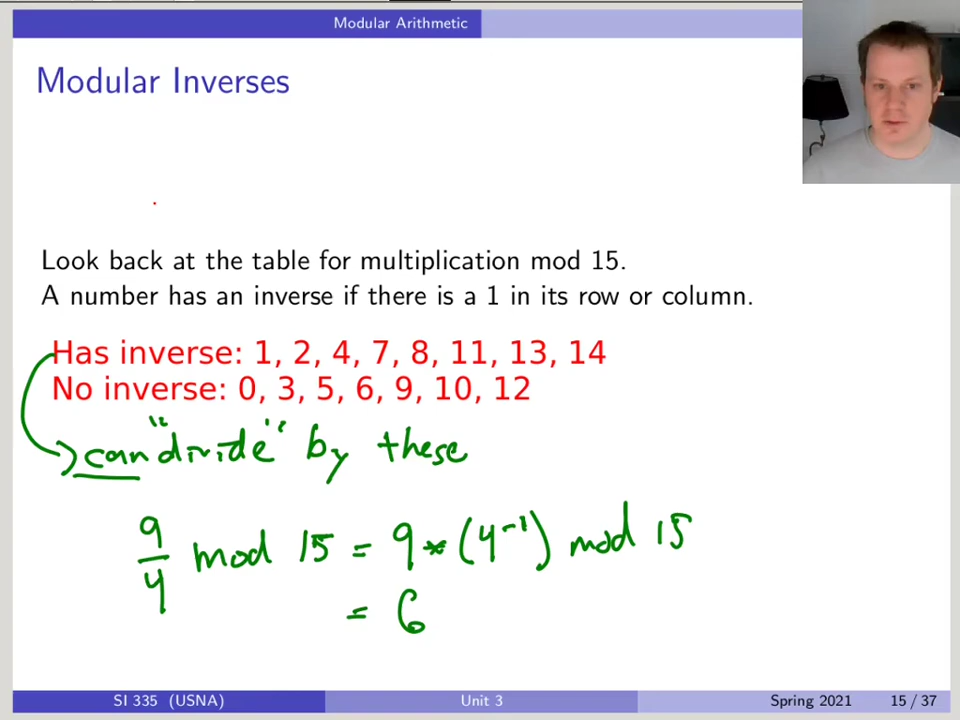 Modular Arithmetic
Modular Inverses
Look back at the table for multiplication mod 15.
A number has an inverse if there is a 1 in its row or column.
Has inverse: 1, 2, 4, 7, 8, 11, 13, 14
No inverse: 0, 3, 5, 6, 9, 10, 12
can "divide" by these
9/4 mod 15 = 9 * (4⁻¹) mod 15
= 6
SI 335 (USNA) Unit 3 Spring 2021 15 / 37